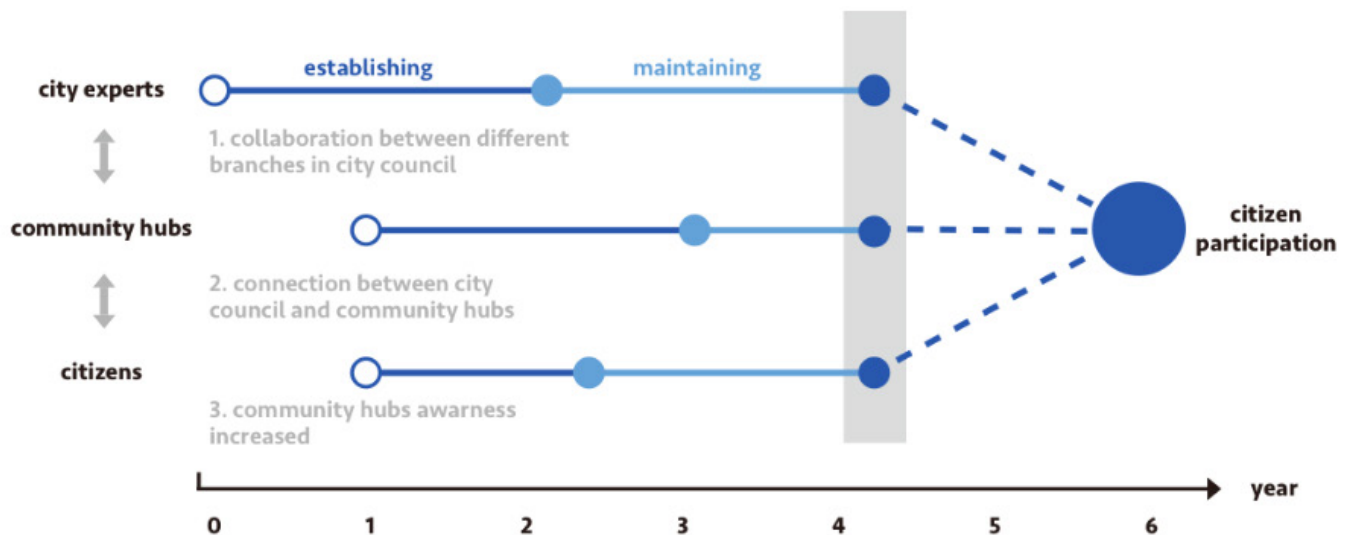 establishing
maintaining
city experts
1. collaboration between different
branches in city council
community hubs
citizen
participation
2. connection between city
council and community hubs
citizens
3. community hubs awarness
increased
year
0 1 2 3 4 5 6